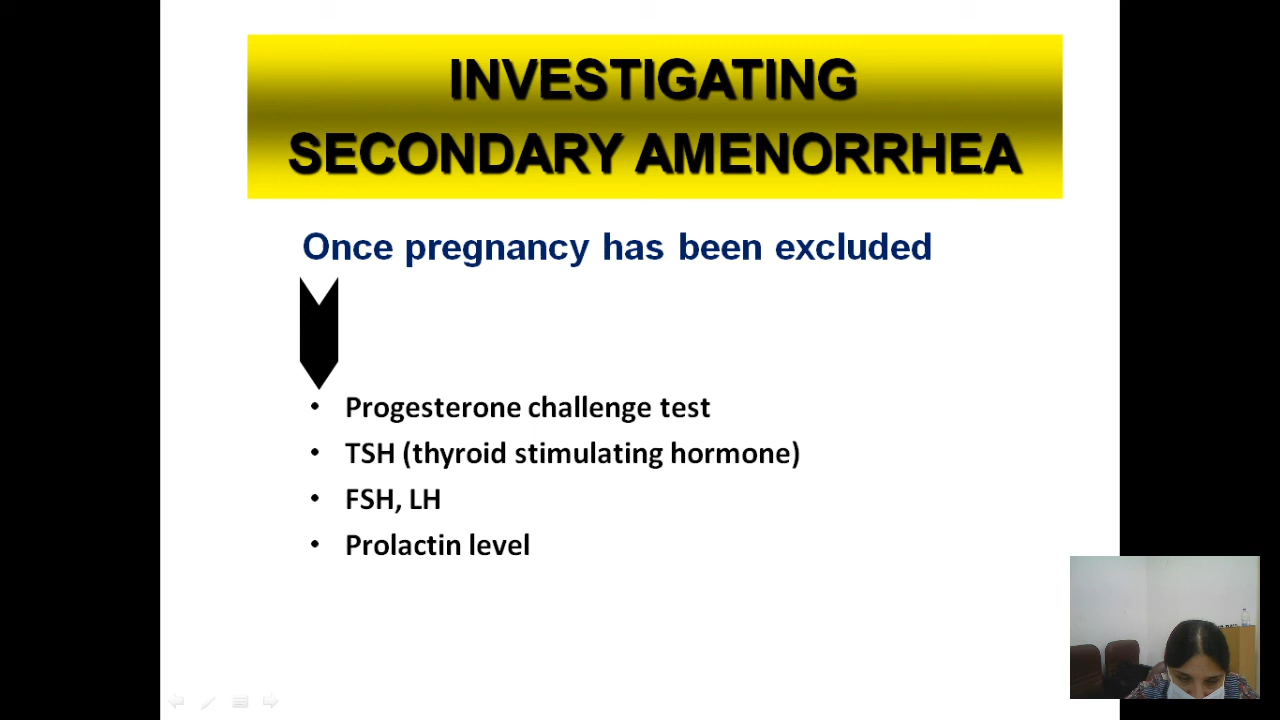 INVESTIGATING
SECONDARY AMENORRHEA
Once pregnancy has been excluded
• Progesterone challenge test
• TSH (thyroid stimulating hormone)
• FSH, LH
• Prolactin level